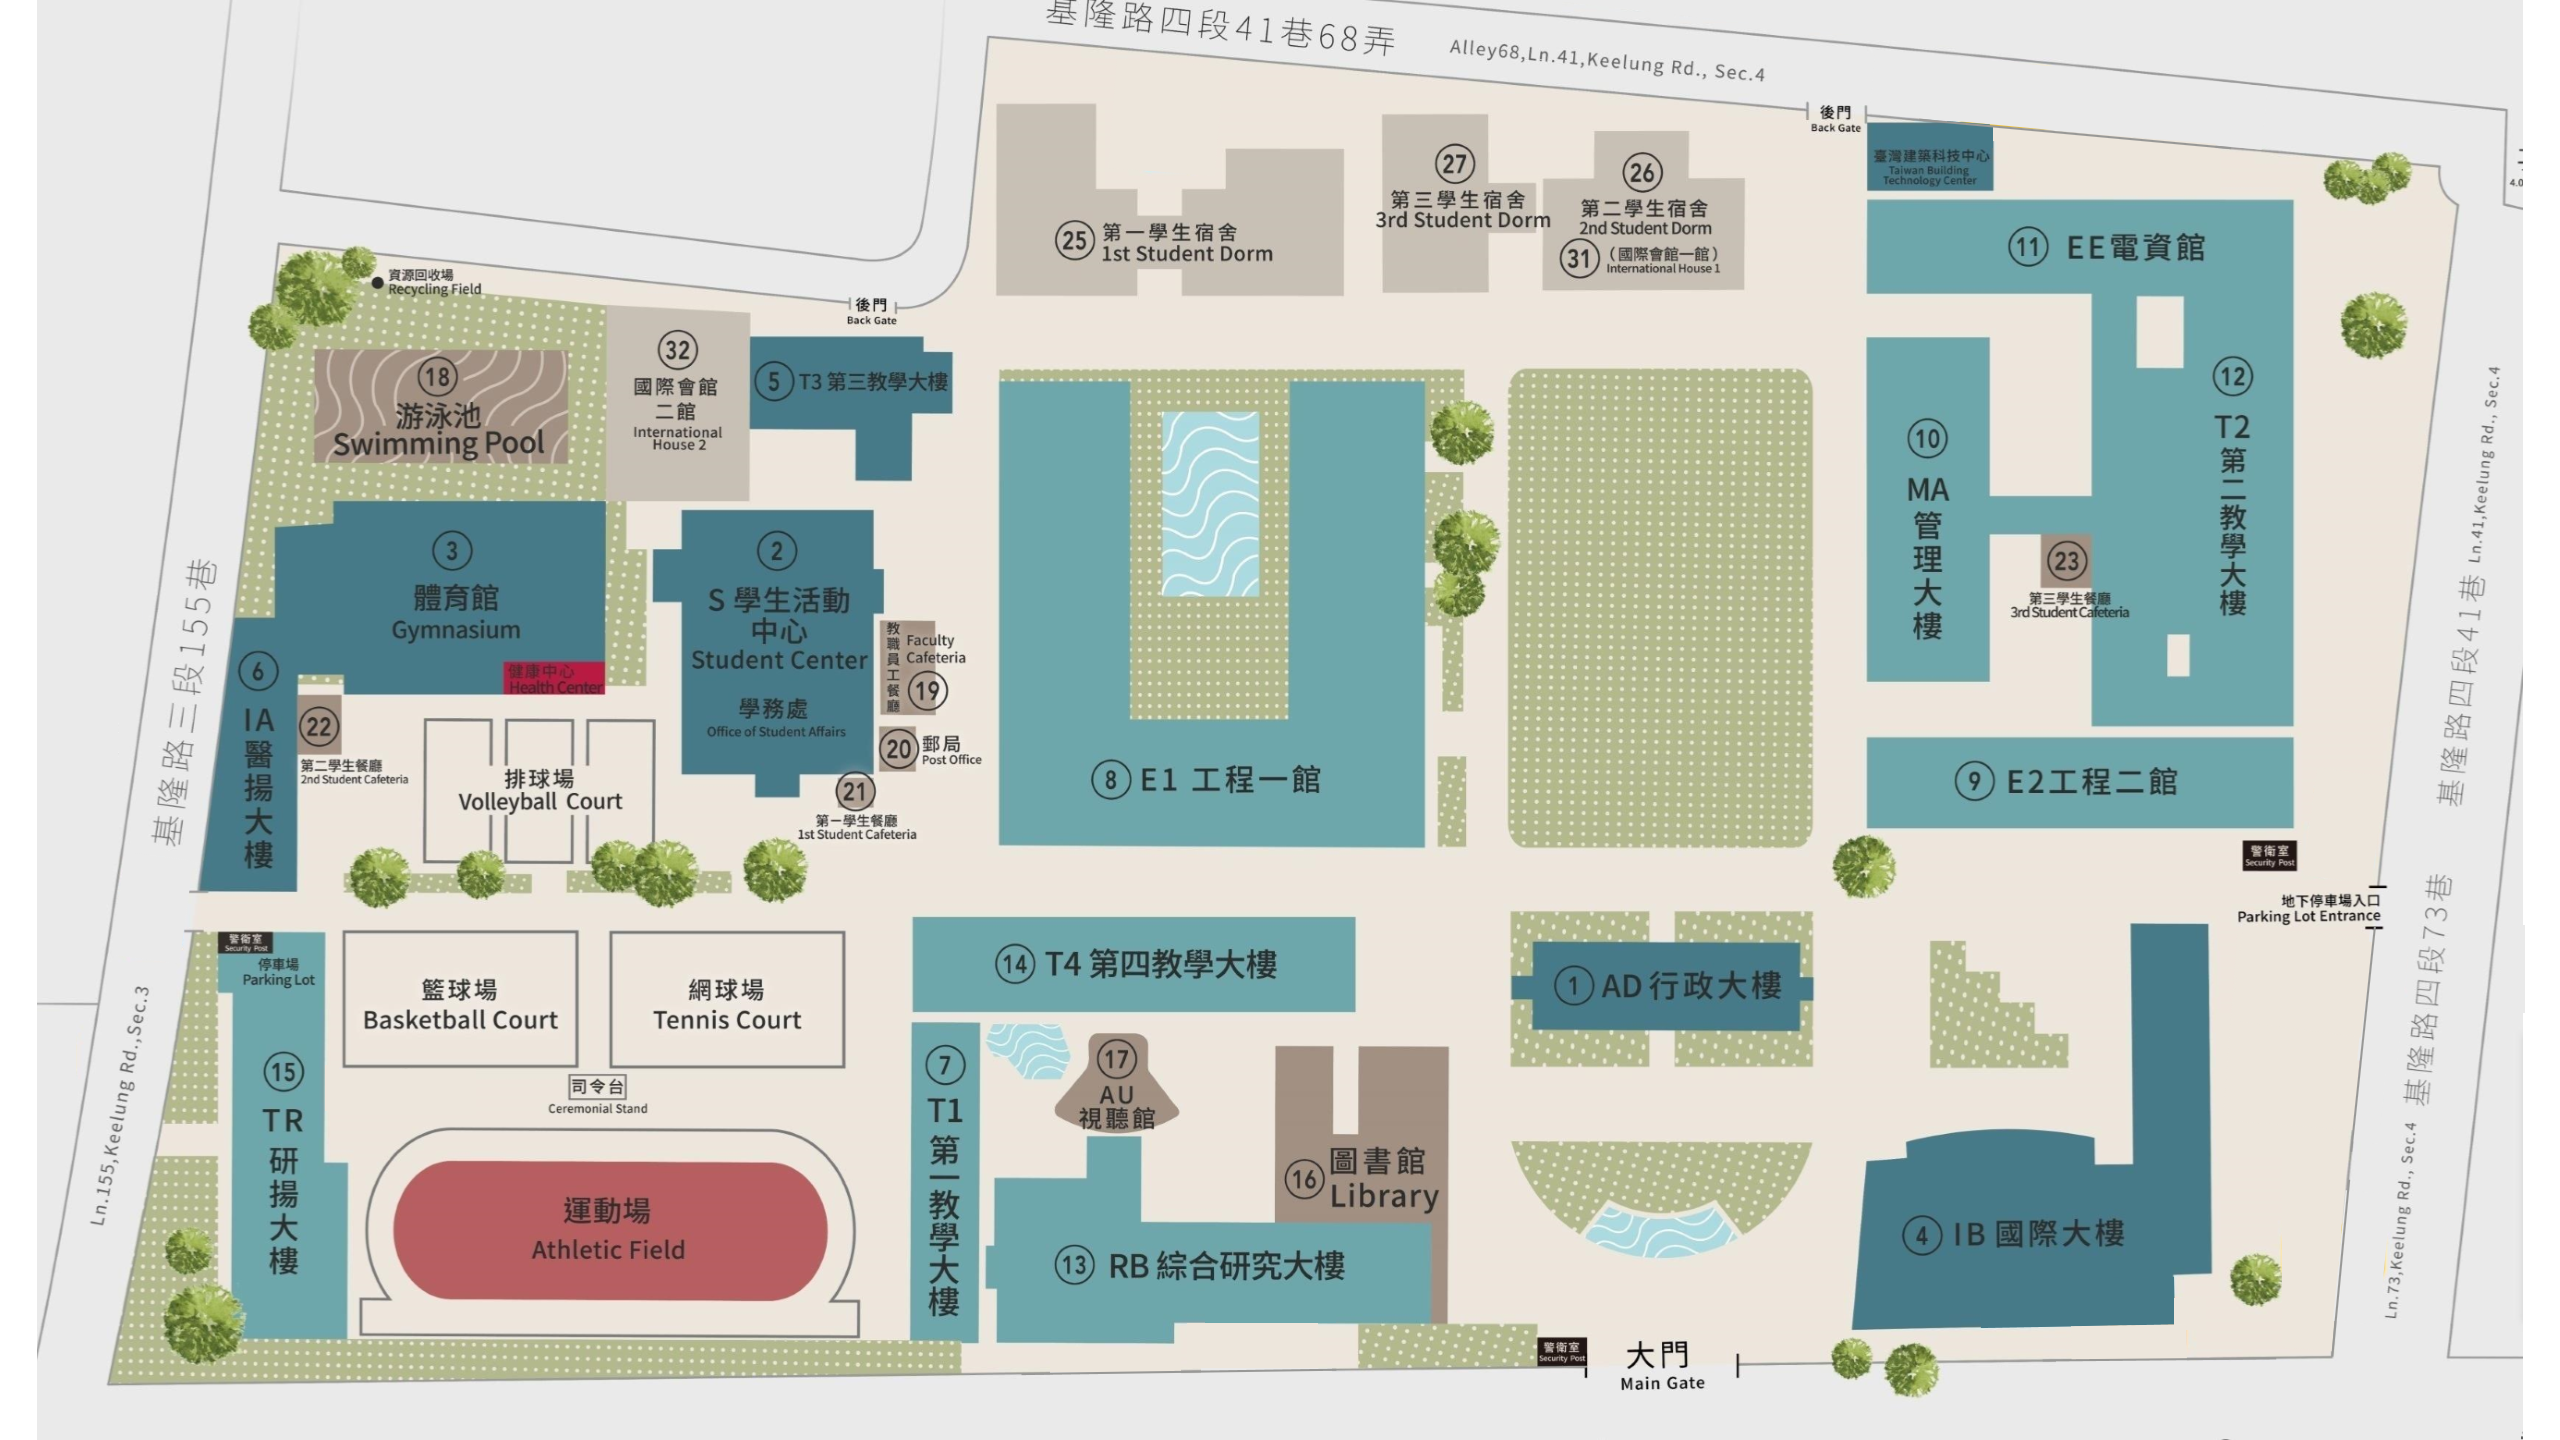 基隆路四段41巷68弄
Alley68,Ln.41,Keelung Rd., Sec.4
後門
Back Gate
臺灣建築科技中心
Taiwan Building
Technology Center
27
第三學生宿舍
3rd Student Dorm
26
第二學生宿舍
2nd Student Dorm
31
(國際會館一館)
International House 1
25
第一學生宿舍
1st Student Dorm
11 EE電資館
資源回收場
Recycling Field
後門
Back Gate
18
游泳池
Swimming Pool
32
國際會館
二館
International
House 2
5 T3 第三教學大樓
12
T2
第二教學大樓
10
MA
管理大樓
23
第三學生餐廳
3rd Student Cafeteria
3
體育館
Gymnasium
健康中心
Health Center
2
S 學生活動
中心
Student Center
學務處
Office of Student Affairs
教職員工餐廳
Faculty
Cafeteria
19
20
郵局
Post Office
21
第一學生餐廳
1st Student Cafeteria
6
IA
醫揚大樓
22
第二學生餐廳
2nd Student Cafeteria
排球場
Volleyball Court
8 E1 工程一館
9 E2工程二館
警衛室
Security Post
地下停車場入口
Parking Lot Entrance
基隆路三段155巷
Ln.155,Keelung Rd.,Sec.3
基隆路四段41巷 Ln.41,Keelung Rd., Sec.4
Ln.73,Keelung Rd., Sec.4 基隆路四段73巷
警衛室
Security Post
停車場
Parking Lot
15
TR
研揚大樓
籃球場
Basketball Court
網球場
Tennis Court
司令台
Ceremonial Stand
運動場
Athletic Field
14 T4 第四教學大樓
7
T1
第一教學大樓
17
AU
視聽館
16
圖書館
Library
13 RB 綜合研究大樓
1 AD 行政大樓
4 IB 國際大樓
警衛室
Security Post
大門
Main Gate